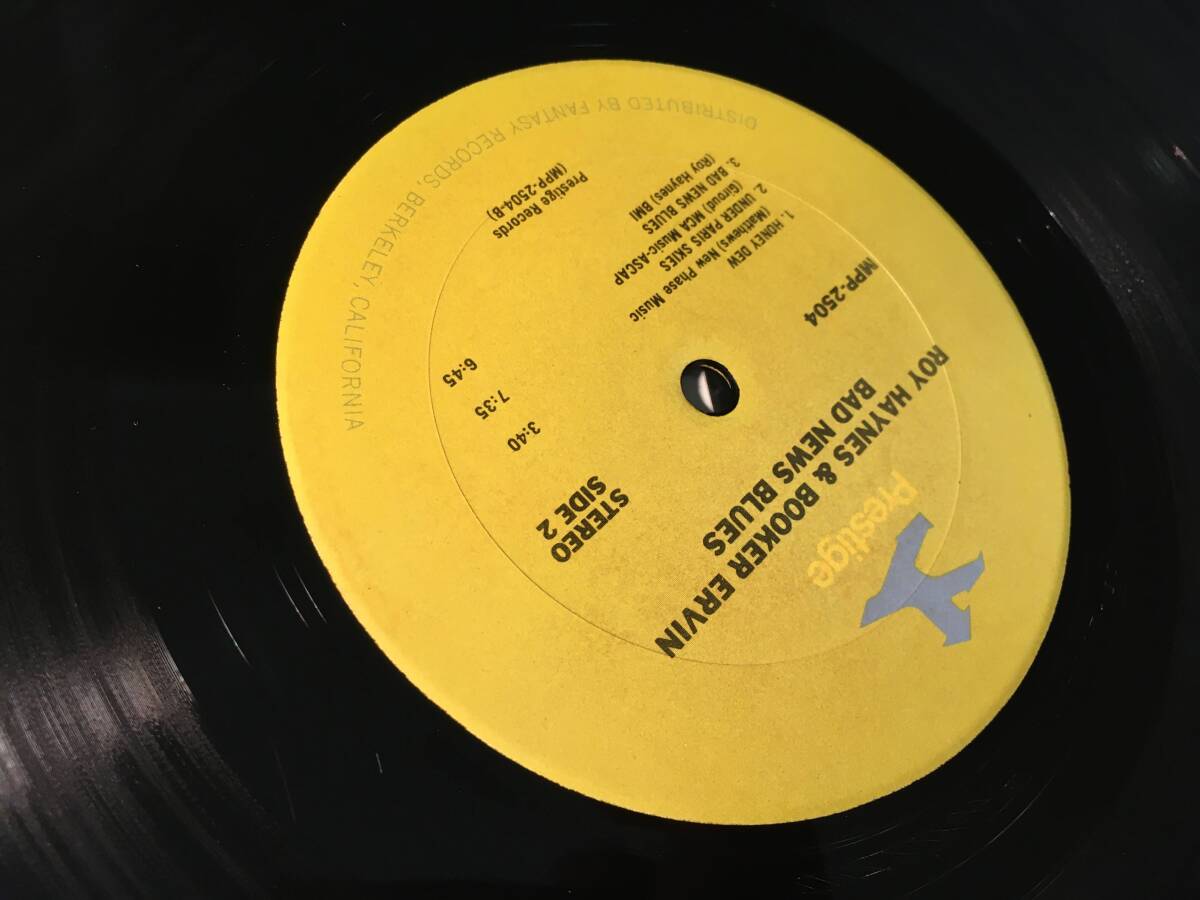 Prestige
ROY HAYNES & BOOKER ERVIN
BAD NEWS BLUES
MPP-2504
STEREO
SIDE 2
1. HONEY DEW 3:40
(Matthews) New Phase Music
2. UNDER PARIS SKIES 7:35
(Giroud) MCA Music-ASCAP
3. BAD NEWS BLUES 6:45
(Roy Haynes) BMI
Prestige Records
(MPP-2504-B)
DISTRIBUTED BY FANTASY RECORDS, BERKELEY, CALIFORNIA